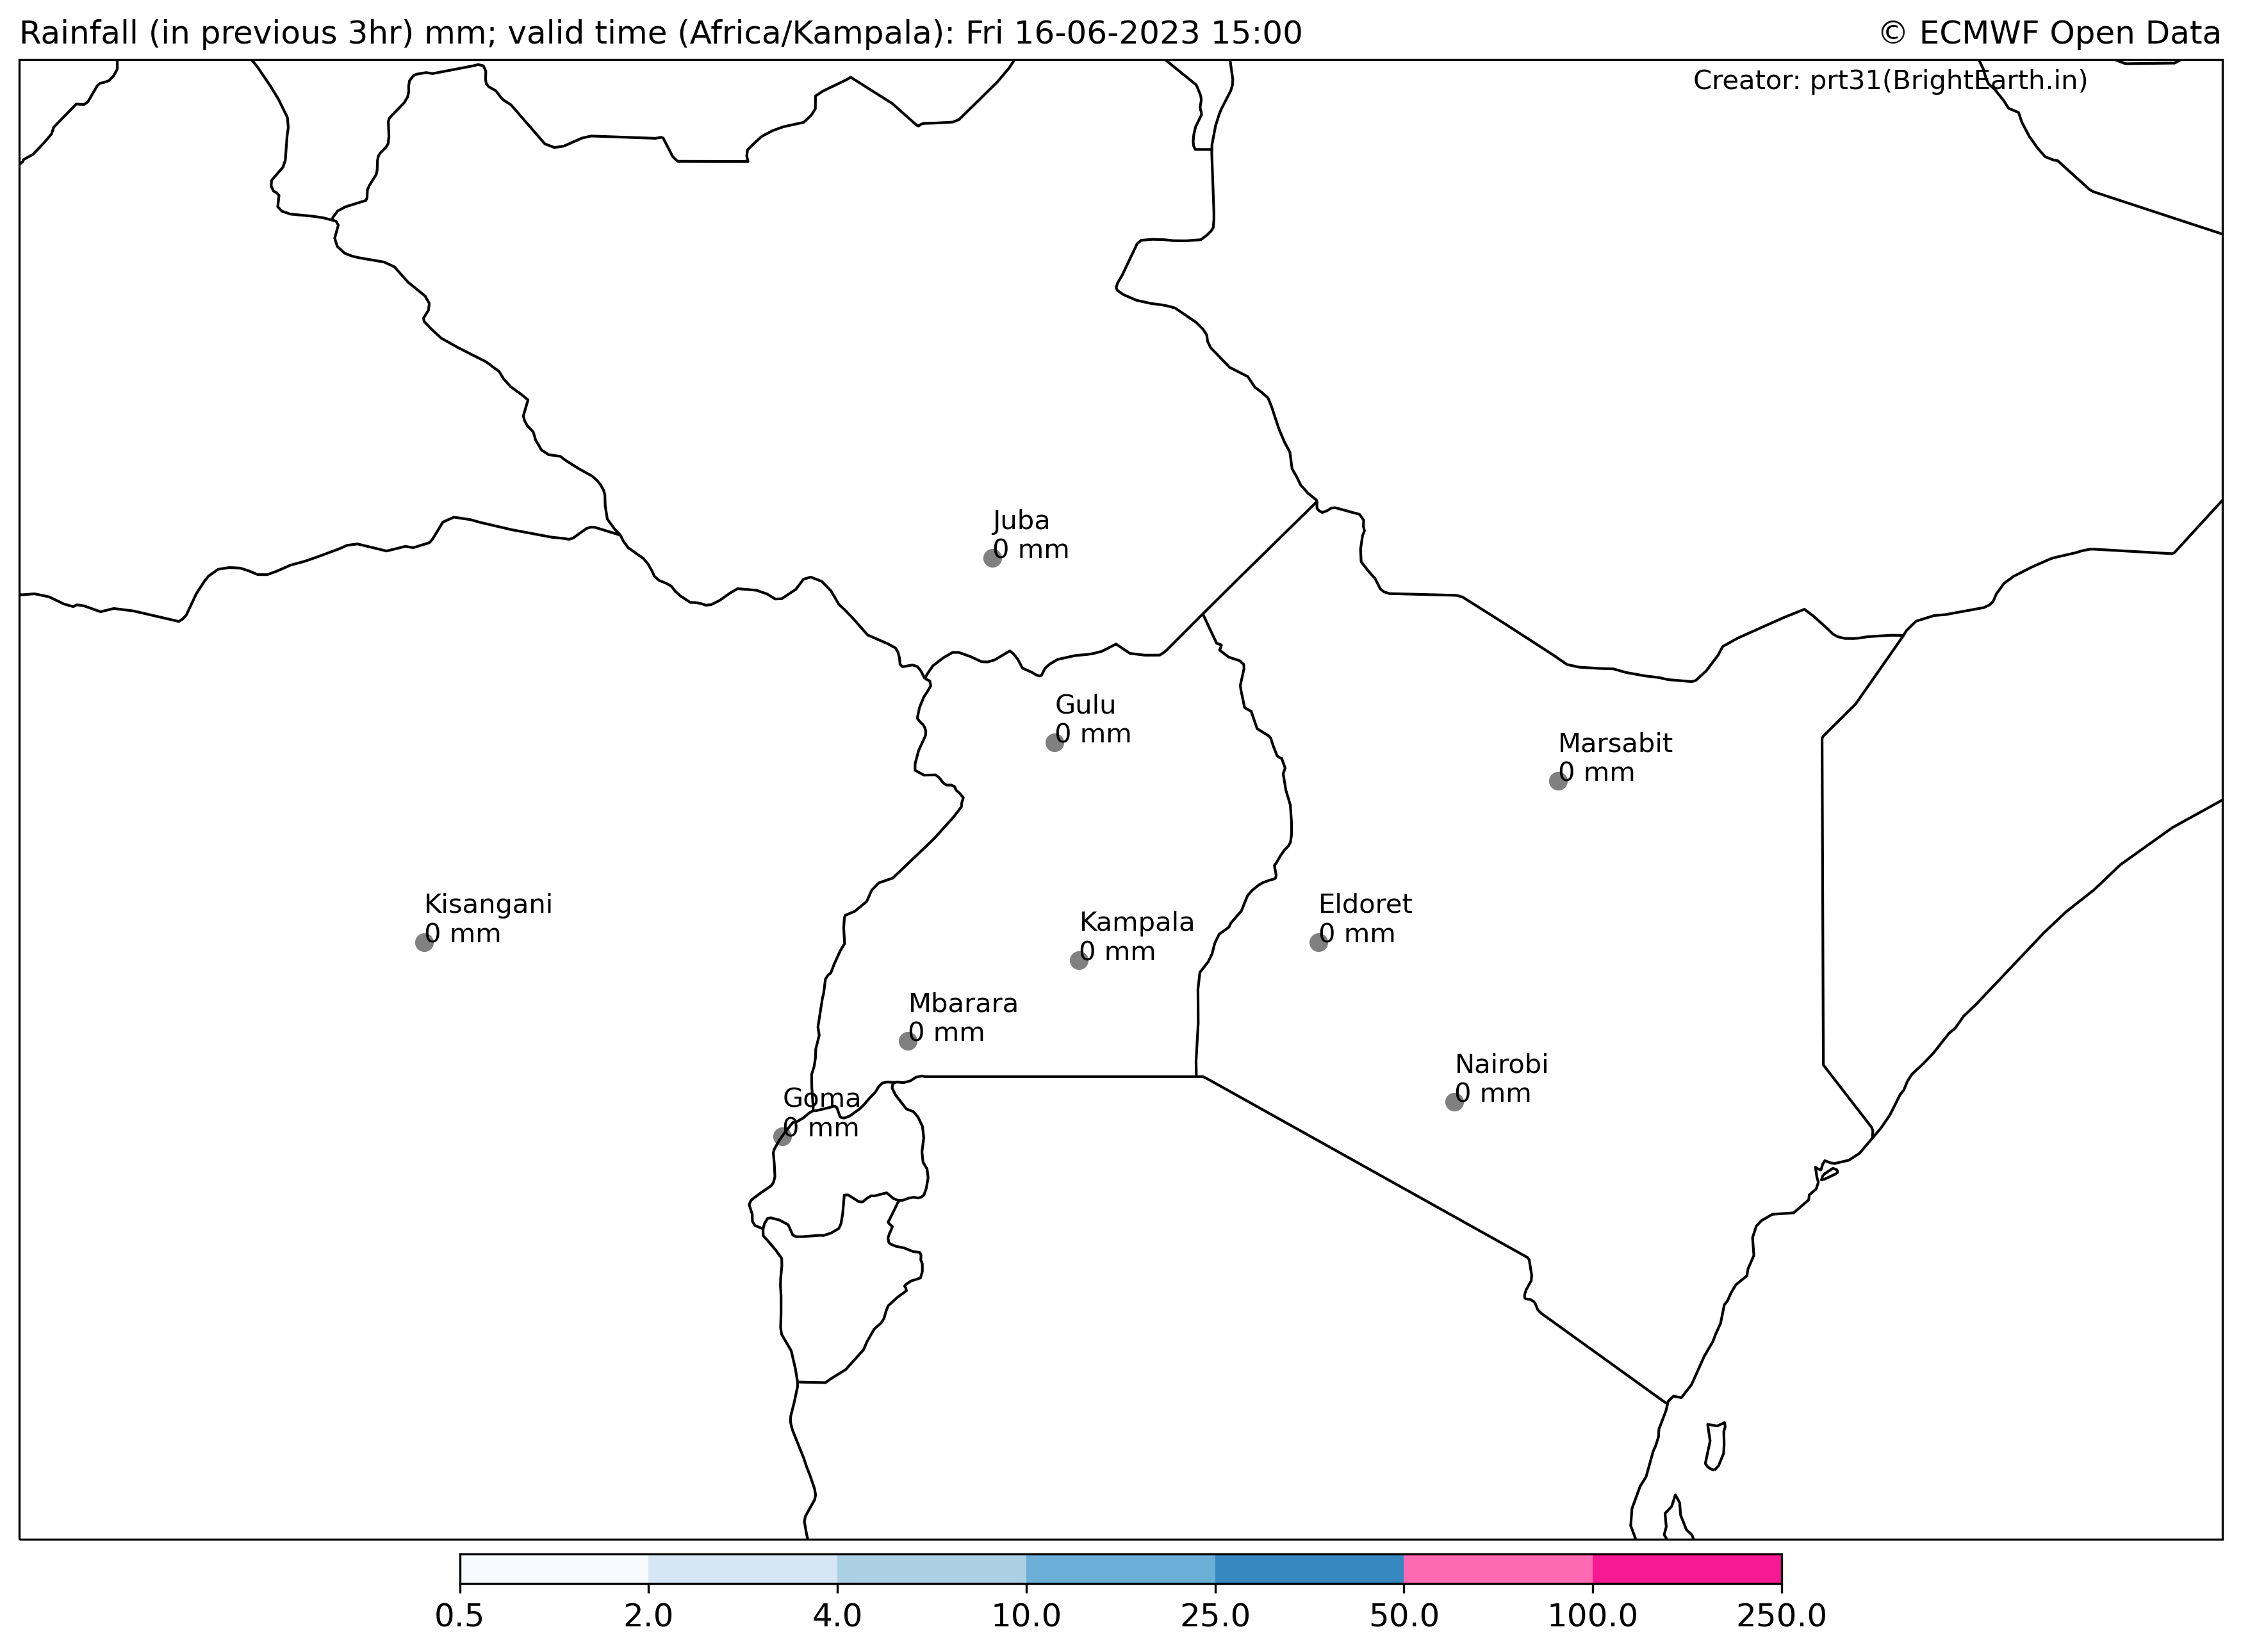 Rainfall (in previous 3hr) mm; valid time (Africa/Kampala): Fri 16-06-2023 15:00
© ECMWF Open Data
Creator: prt31(BrightEarth.in)
Juba
0 mm
Gulu
0 mm
Marsabit
0 mm
Kisangani
0 mm
Kampala
0 mm
Eldoret
0 mm
Mbarara
0 mm
Nairobi
0 mm
Goma
0 mm
0.5 2.0 4.0 10.0 25.0 50.0 100.0 250.0